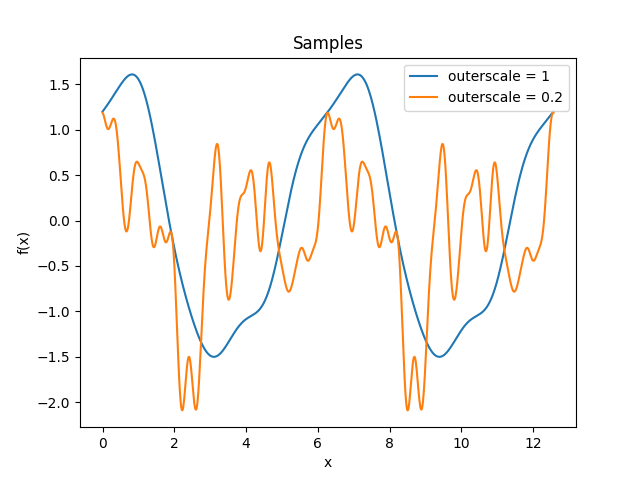 Samples
outerscale = 1
outerscale = 0.2
f(x)
1.5
1.0
0.5
0.0
−0.5
−1.0
−1.5
−2.0
0 2 4 6 8 10 12
x